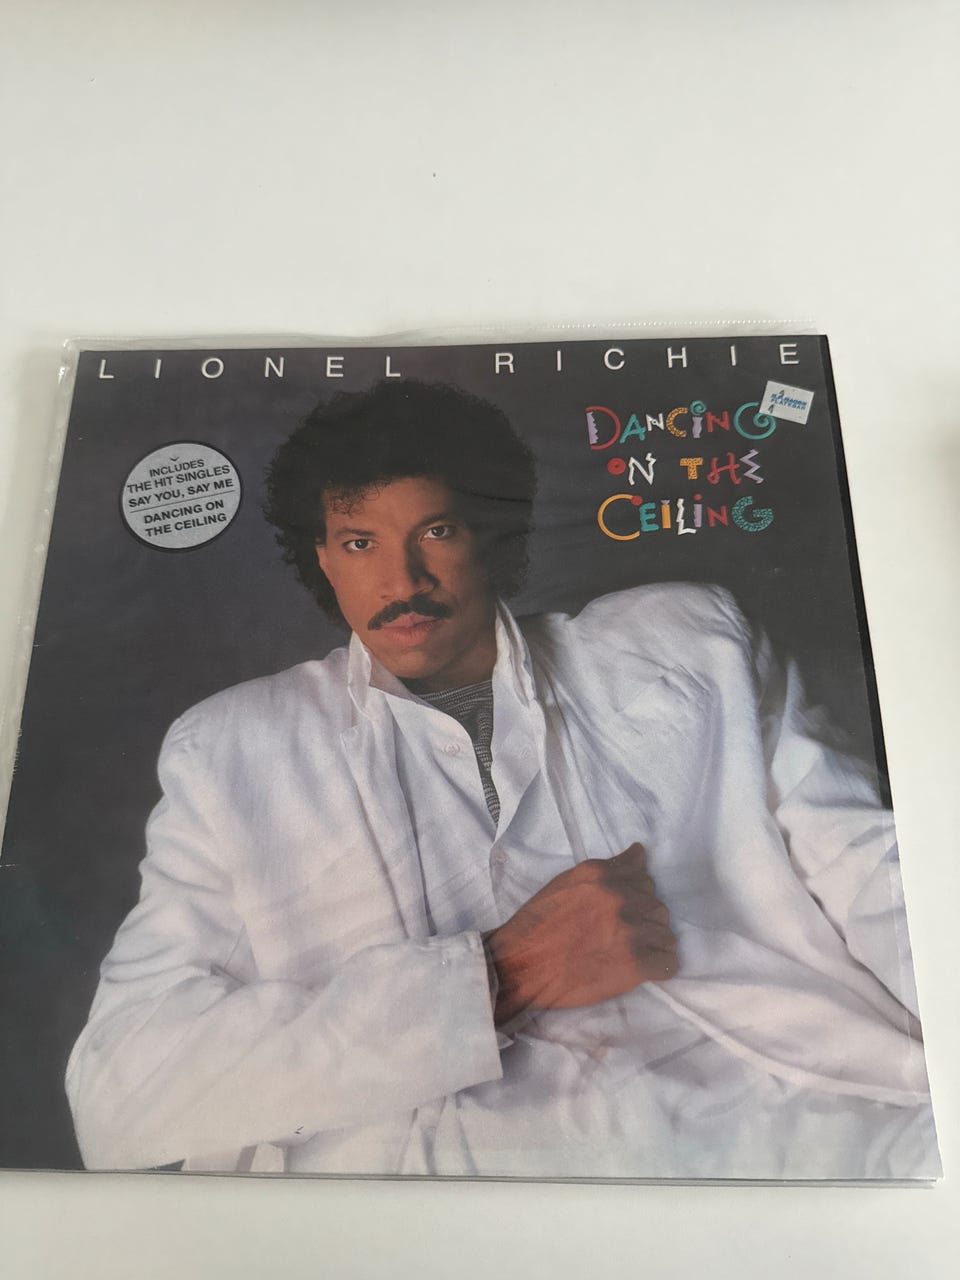 LIONEL RICHIE
DANCING
ON THE
CEILING
INCLUDES
THE HIT SINGLES
SAY YOU, SAY ME
DANCING ON
THE CEILING